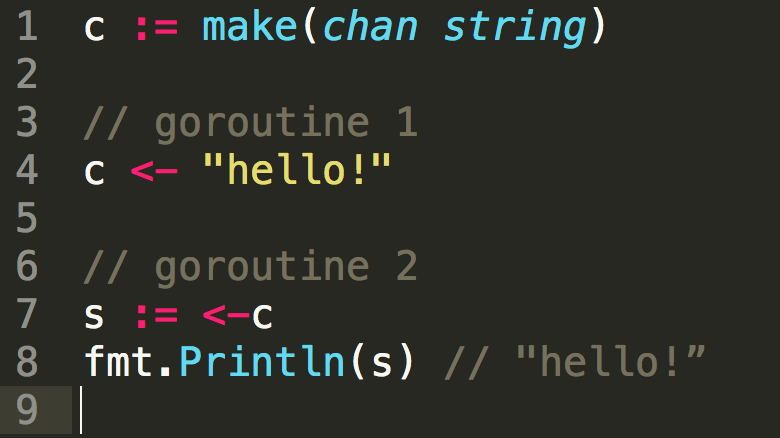 1 c := make(chan string)
2
3 // goroutine 1
4 c <- "hello!"
5
6 // goroutine 2
7 s := <-c
8 fmt.Println(s) // "hello!”
9